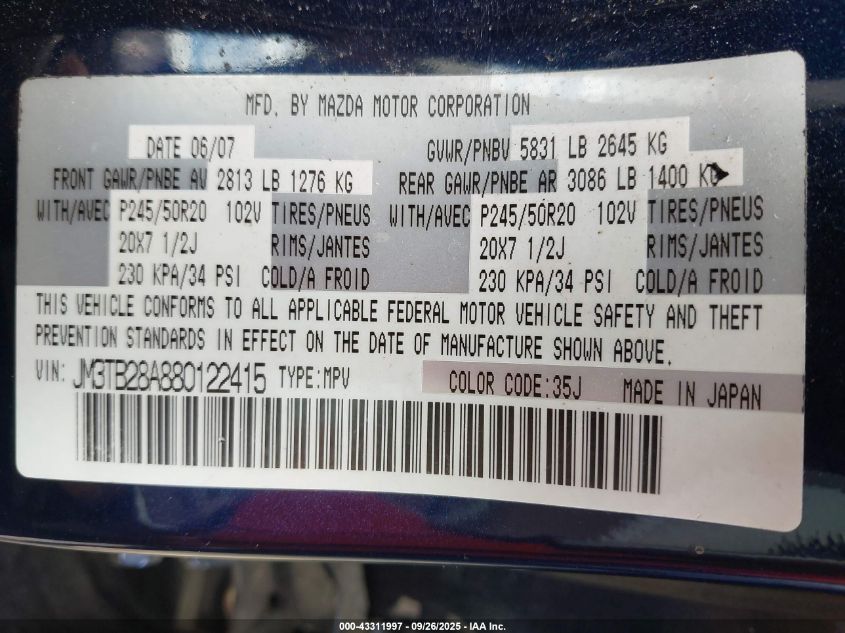 MFD. BY MAZDA MOTOR CORPORATION
DATE 06/07 GVWR/PNBV 5831 LB 2645 KG
FRONT GAWR/PNBE AV 2813 LB 1276 KG REAR GAWR/PNBE AR 3086 LB 1400 KG
WITH/AVEC P245/50R20 102V TIRES/PNEUS WITH/AVEC P245/50R20 102V TIRES/PNEUS
20X7 1/2J RIMS/JANTES 20X7 1/2J RIMS/JANTES
230 KPA/34 PSI COLD/A FROID 230 KPA/34 PSI COLD/A FROID
THIS VEHICLE CONFORMS TO ALL APPLICABLE FEDERAL MOTOR VEHICLE SAFETY AND THEFT
PREVENTION STANDARDS IN EFFECT ON THE DATE OF MANUFACTURE SHOWN ABOVE.
VIN: JM3TB28A880122415 TYPE:MPV COLOR CODE:35J MADE IN JAPAN
000-43311997 - 09/26/2025 - IAA Inc.